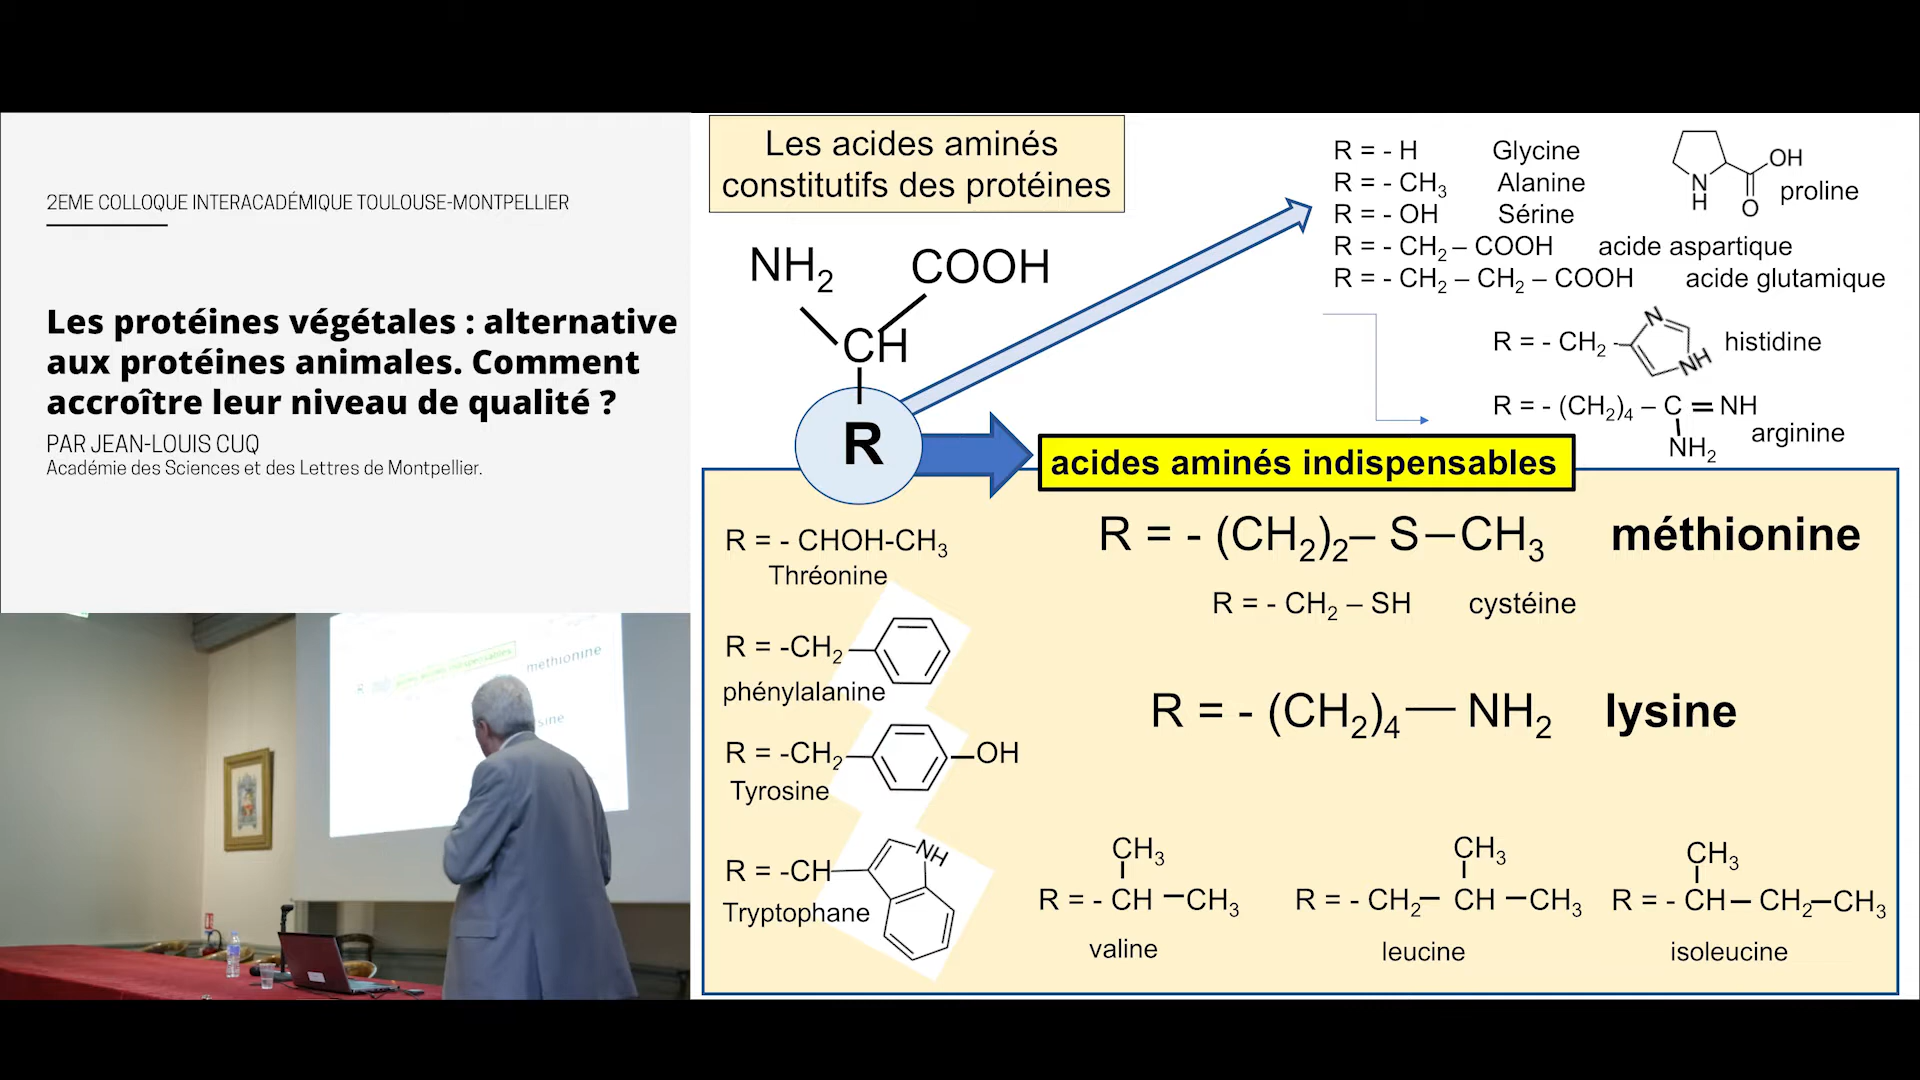 2EME COLLOQUE INTERACADÉMIQUE TOULOUSE-MONTPELLIER
Les protéines végétales : alternative
aux protéines animales. Comment
accroître leur niveau de qualité ?
PAR JEAN-LOUIS CUQ
Académie des Sciences et des Lettres de Montpellier.
méthionine
Les acides aminés
constitutifs des protéines
NH2 COOH
CH
R
R = - H Glycine
R = - CH3 Alanine
R = - OH Sérine
R = - CH2 – COOH acide aspartique
R = - CH2 – CH2 – COOH acide glutamique
OH
N
H
O
proline
R = - CH2 - N NH histidine
R = - (CH2)4 – C = NH
NH2
arginine
acides aminés indispensables
R = - CHOH-CH3
Thréonine
R = -CH2
phénylalanine
R = -CH2 –OH
Tyrosine
R = -CH NH
Tryptophane
R = - (CH2)2– S–CH3 méthionine
R = - CH2 – SH cystéine
R = - (CH2)4 — NH2 lysine
CH3
R = - CH –CH3
valine
CH3
R = - CH2– CH –CH3
leucine
CH3
R = - CH– CH2–CH3
isoleucine